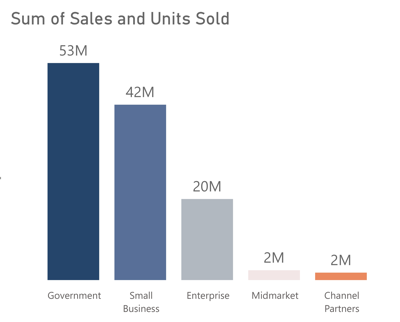 Sum of Sales and Units Sold
53M
42M
20M
2M
2M
Government
Small
Business
Enterprise
Midmarket
Channel
Partners